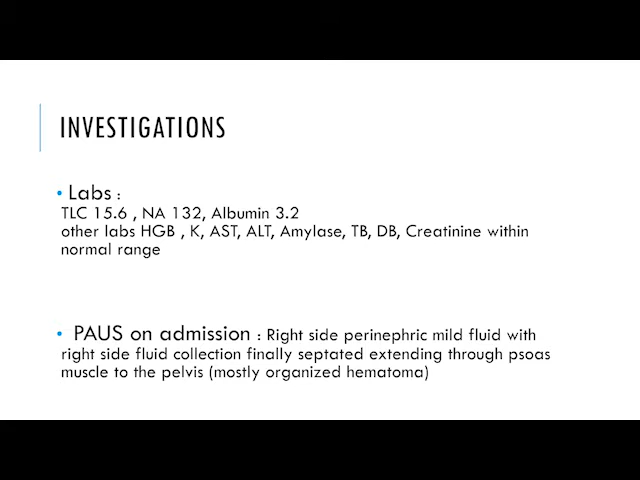 INVESTIGATIONS
• Labs :
TLC 15.6 , NA 132, Albumin 3.2
other labs HGB , K, AST, ALT, Amylase, TB, DB, Creatinine within
normal range
• PAUS on admission : Right side perinephric mild fluid with
right side fluid collection finally septated extending through psoas
muscle to the pelvis (mostly organized hematoma)